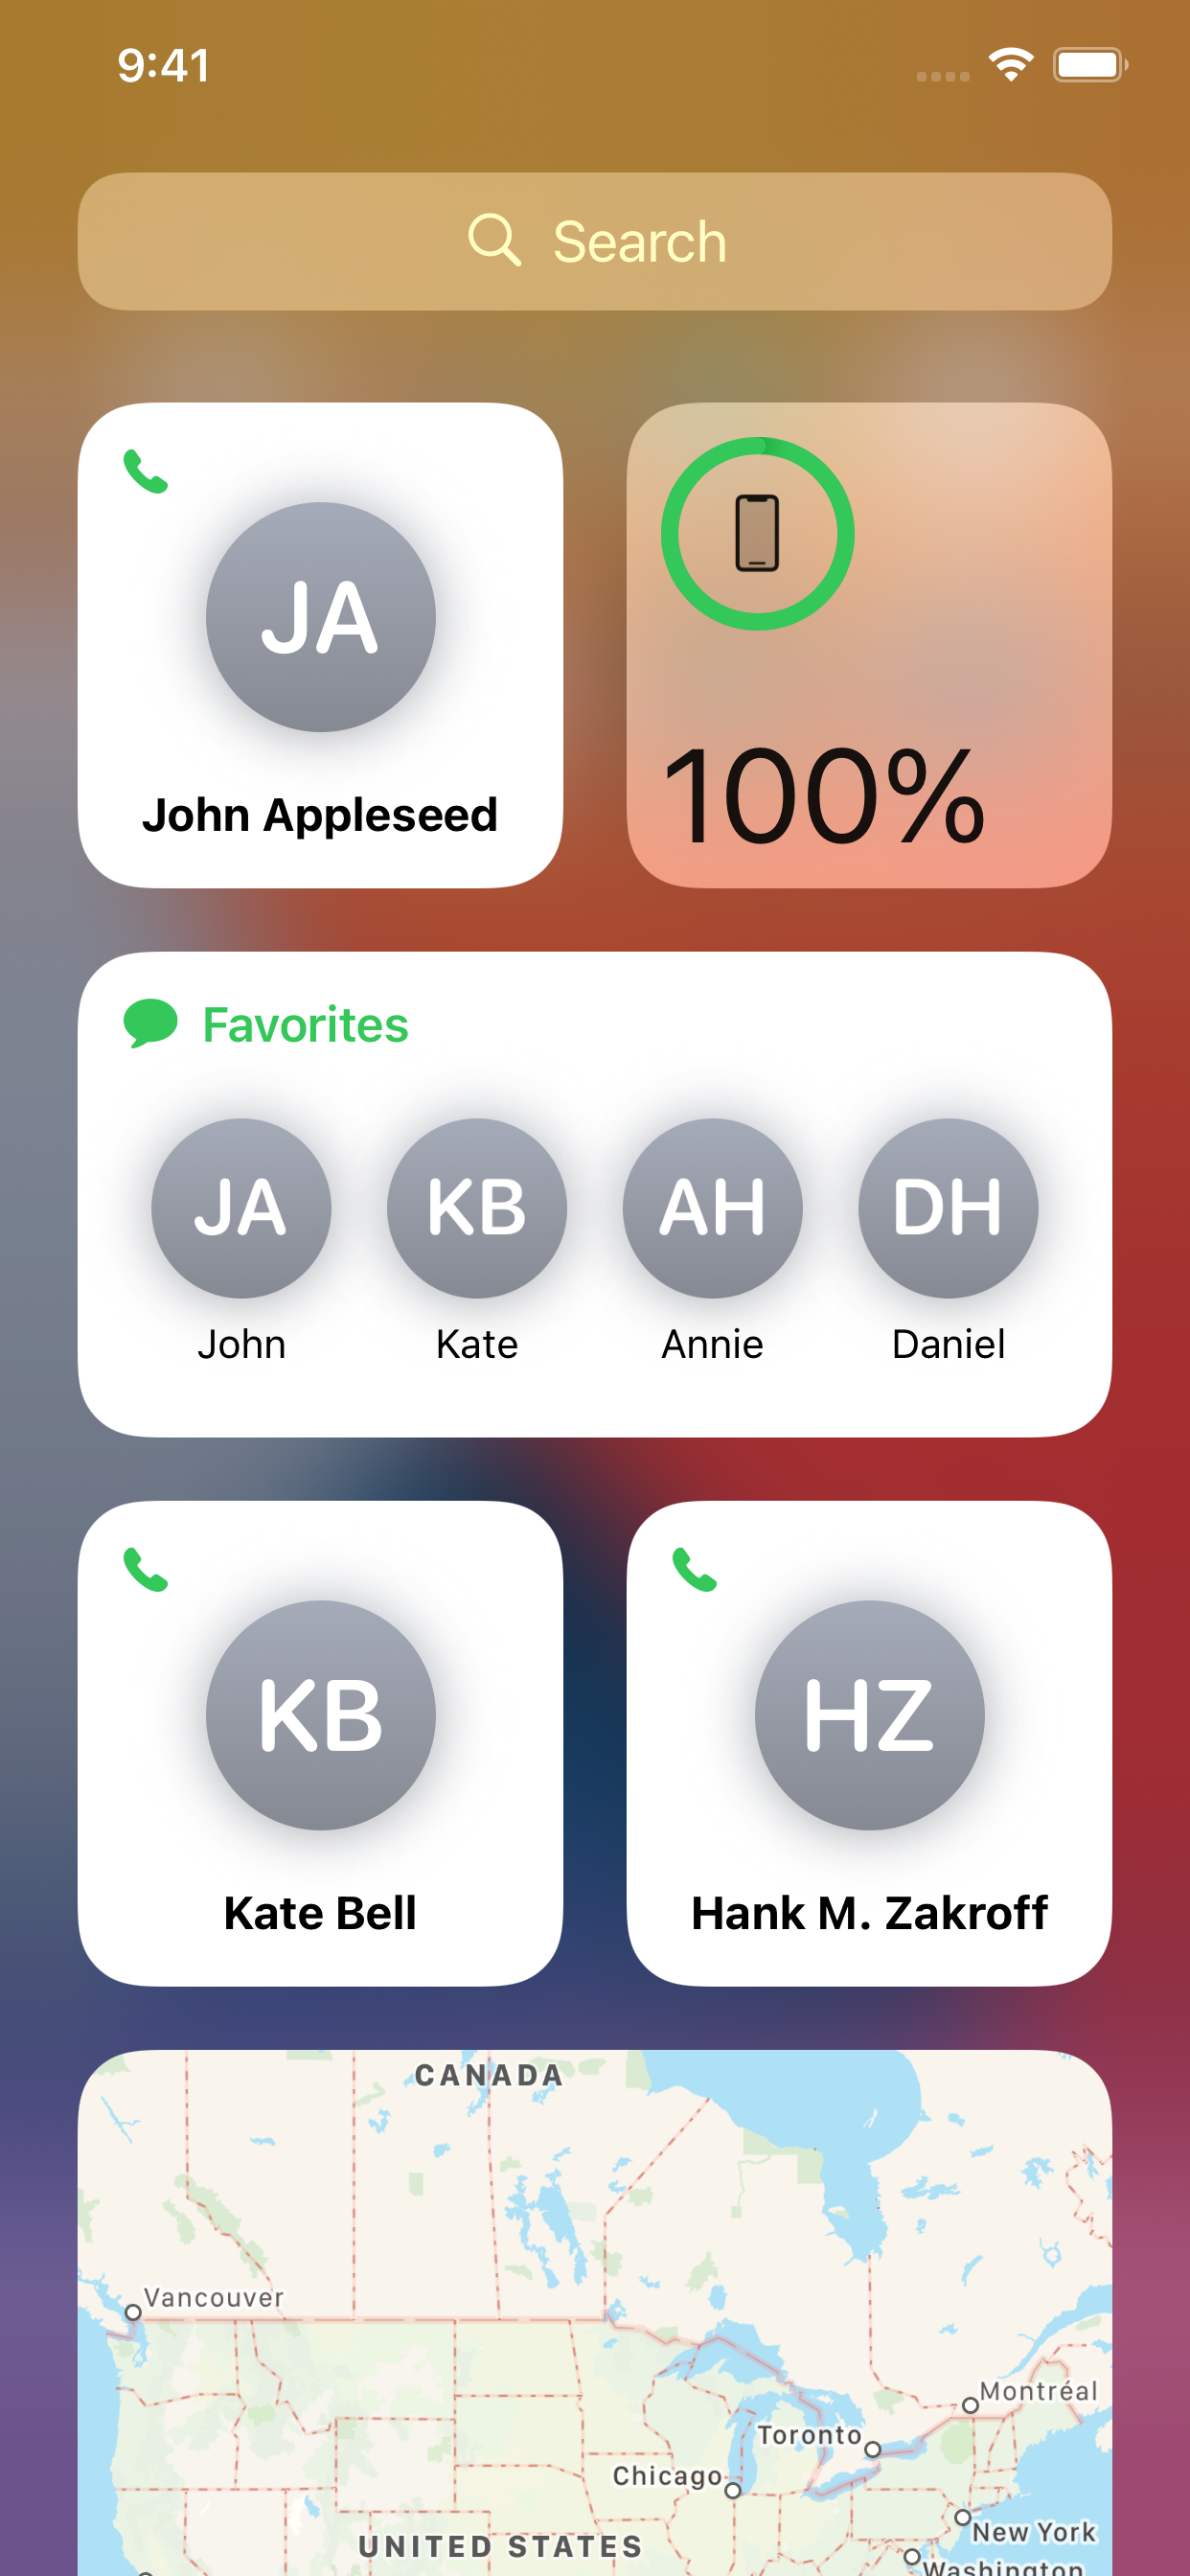 9:41
Search
JA
John Appleseed
100%
Favorites
JA KB AH DH
John Kate Annie Daniel
KB
Kate Bell
HZ
Hank M. Zakroff
CANADA
Vancouver
Montréal
Toronto
Chicago
New York
UNITED STATES
Washington